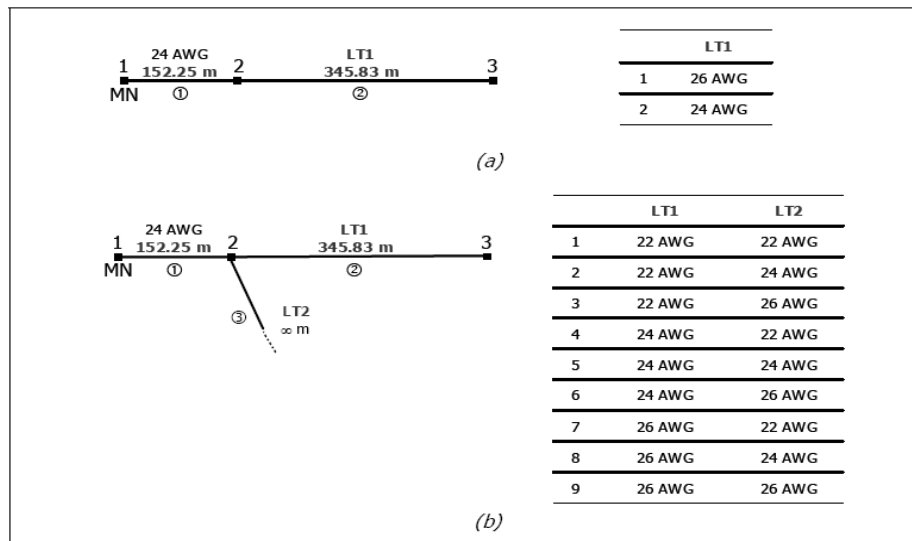 24 AWG LT1
1 152.25 m 2 345.83 m 3
MN ① ②
LT1
1 26 AWG
2 24 AWG
(a)
24 AWG LT1
1 152.25 m 2 345.83 m 3
MN ① ②
③ LT2
∞ m
LT1 LT2
1 22 AWG 22 AWG
2 22 AWG 24 AWG
3 22 AWG 26 AWG
4 24 AWG 22 AWG
5 24 AWG 24 AWG
6 24 AWG 26 AWG
7 26 AWG 22 AWG
8 26 AWG 24 AWG
9 26 AWG 26 AWG
(b)